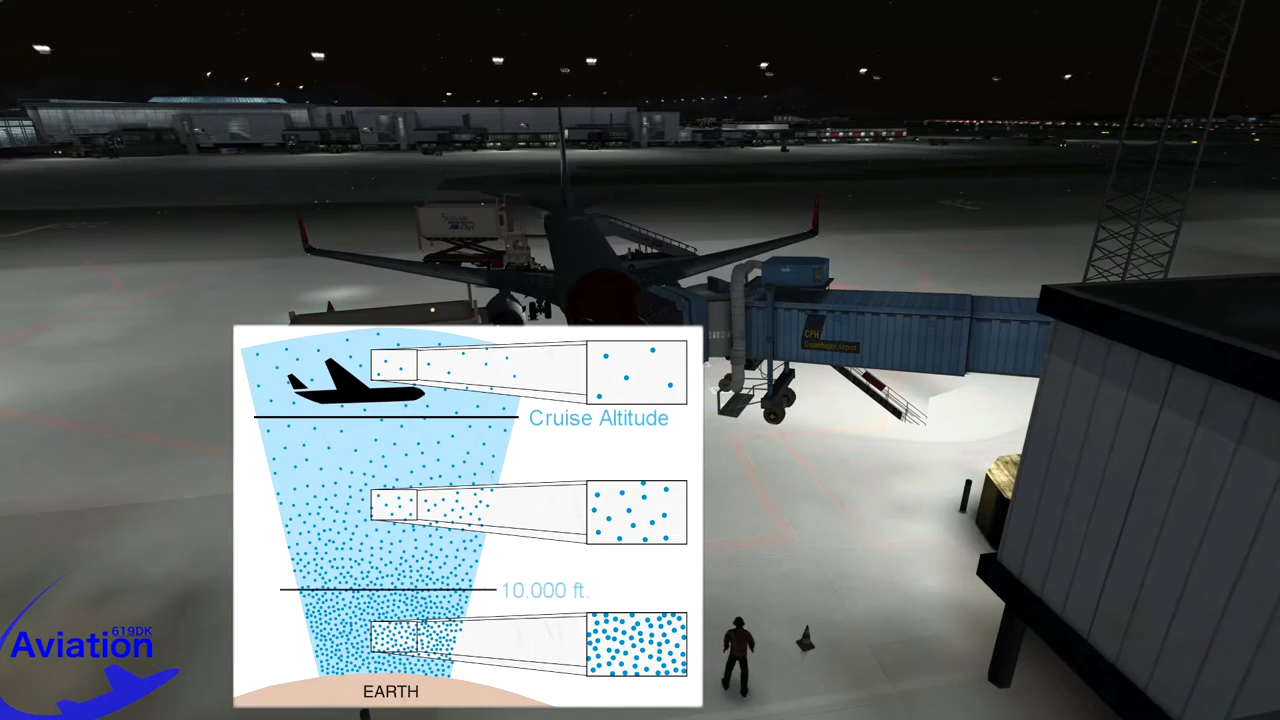 CPH
Copenhagen Airport
Cruise Altitude
10.000 ft.
EARTH
619DK
Aviation